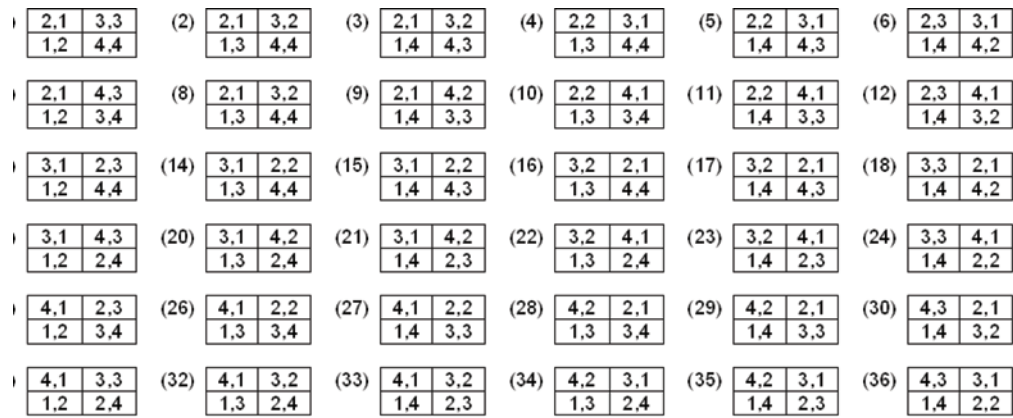 ) 2,1 3,3 (2) 2,1 3,2 (3) 2,1 3,2 (4) 2,2 3,1 (5) 2,2 3,1 (6) 2,3 3,1
1,2 4,4 1,3 4,4 1,4 4,3 1,3 4,4 1,4 4,3 1,4 4,2
) 2,1 4,3 (8) 2,1 3,2 (9) 2,1 4,2 (10) 2,2 4,1 (11) 2,2 4,1 (12) 2,3 4,1
1,2 3,4 1,3 4,4 1,4 3,3 1,3 3,4 1,4 3,3 1,4 3,2
) 3,1 2,3 (14) 3,1 2,2 (15) 3,1 2,2 (16) 3,2 2,1 (17) 3,2 2,1 (18) 3,3 2,1
1,2 4,4 1,3 4,4 1,4 4,3 1,3 4,4 1,4 4,3 1,4 4,2
) 3,1 4,3 (20) 3,1 4,2 (21) 3,1 4,2 (22) 3,2 4,1 (23) 3,2 4,1 (24) 3,3 4,1
1,2 2,4 1,3 2,4 1,4 2,3 1,3 2,4 1,4 2,3 1,4 2,2
) 4,1 2,3 (26) 4,1 2,2 (27) 4,1 2,2 (28) 4,2 2,1 (29) 4,2 2,1 (30) 4,3 2,1
1,2 3,4 1,3 3,4 1,4 3,3 1,3 3,4 1,4 3,3 1,4 3,2
) 4,1 3,3 (32) 4,1 3,2 (33) 4,1 3,2 (34) 4,2 3,1 (35) 4,2 3,1 (36) 4,3 3,1
1,2 2,4 1,3 2,4 1,4 2,3 1,3 2,4 1,4 2,3 1,4 2,2